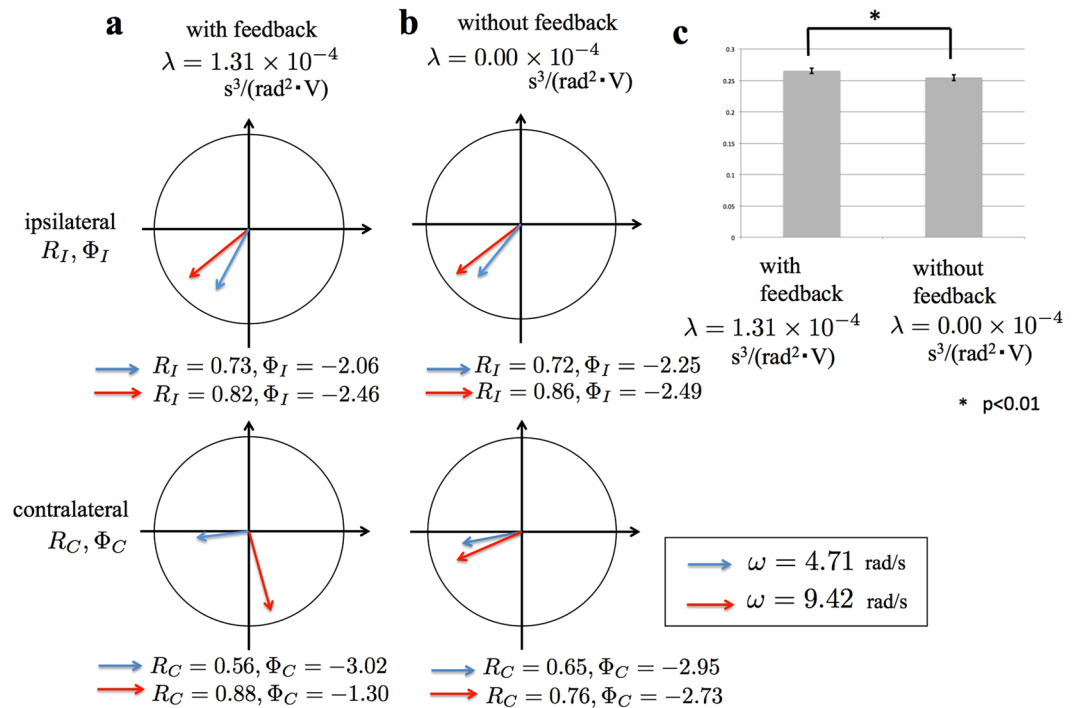 a
with feedback
λ = 1.31 × 10⁻⁴
s³/(rad²・V)
b
without feedback
λ = 0.00 × 10⁻⁴
s³/(rad²・V)
ipsilateral
R_I, Φ_I
R_I = 0.73, Φ_I = −2.06
R_I = 0.82, Φ_I = −2.46
R_I = 0.72, Φ_I = −2.25
R_I = 0.86, Φ_I = −2.49
contralateral
R_C, Φ_C
R_C = 0.56, Φ_C = −3.02
R_C = 0.88, Φ_C = −1.30
R_C = 0.65, Φ_C = −2.95
R_C = 0.76, Φ_C = −2.73
c
*
0.3
0.25
0.2
0.15
0.1
0.05
0
with
feedback
λ = 1.31 × 10⁻⁴
s³/(rad²・V)
without
feedback
λ = 0.00 × 10⁻⁴
s³/(rad²・V)
* p<0.01
ω = 4.71 rad/s
ω = 9.42 rad/s